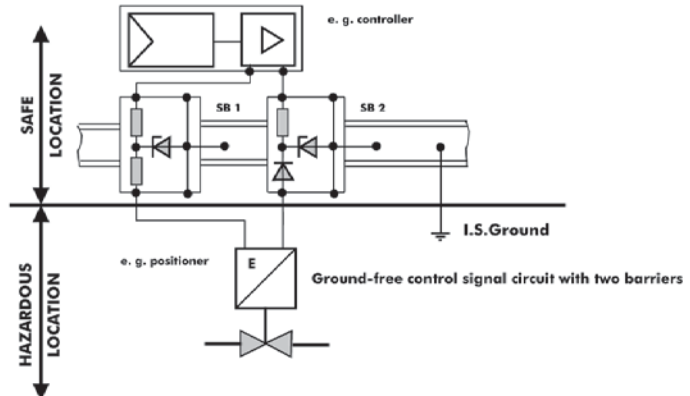 e. g. controller
SAFE
LOCATION
SB 1
SB 2
I.S.Ground
e. g. positioner
E
Ground-free control signal circuit with two barriers
HAZARDOUS
LOCATION